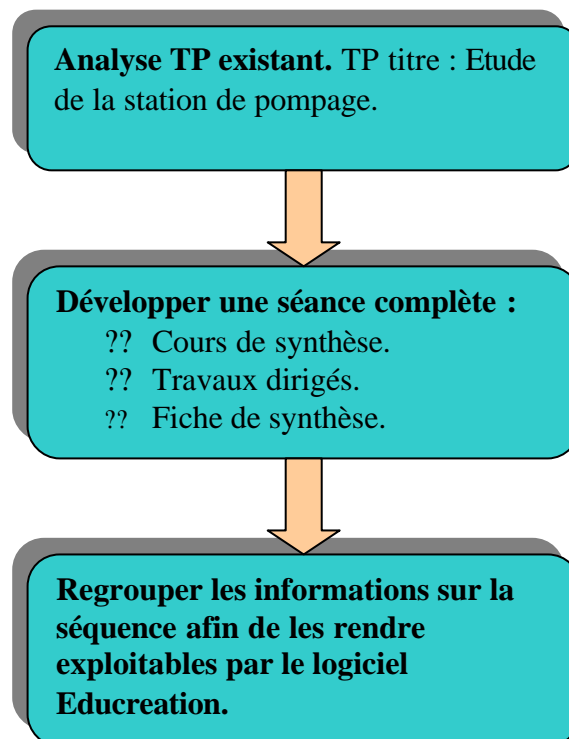 Analyse TP existant. TP titre : Etude
de la station de pompage.
Développer une séance complète :
?? Cours de synthèse.
?? Travaux dirigés.
?? Fiche de synthèse.
Regrouper les informations sur la
séquence afin de les rendre
exploitables par le logiciel
Educreation.